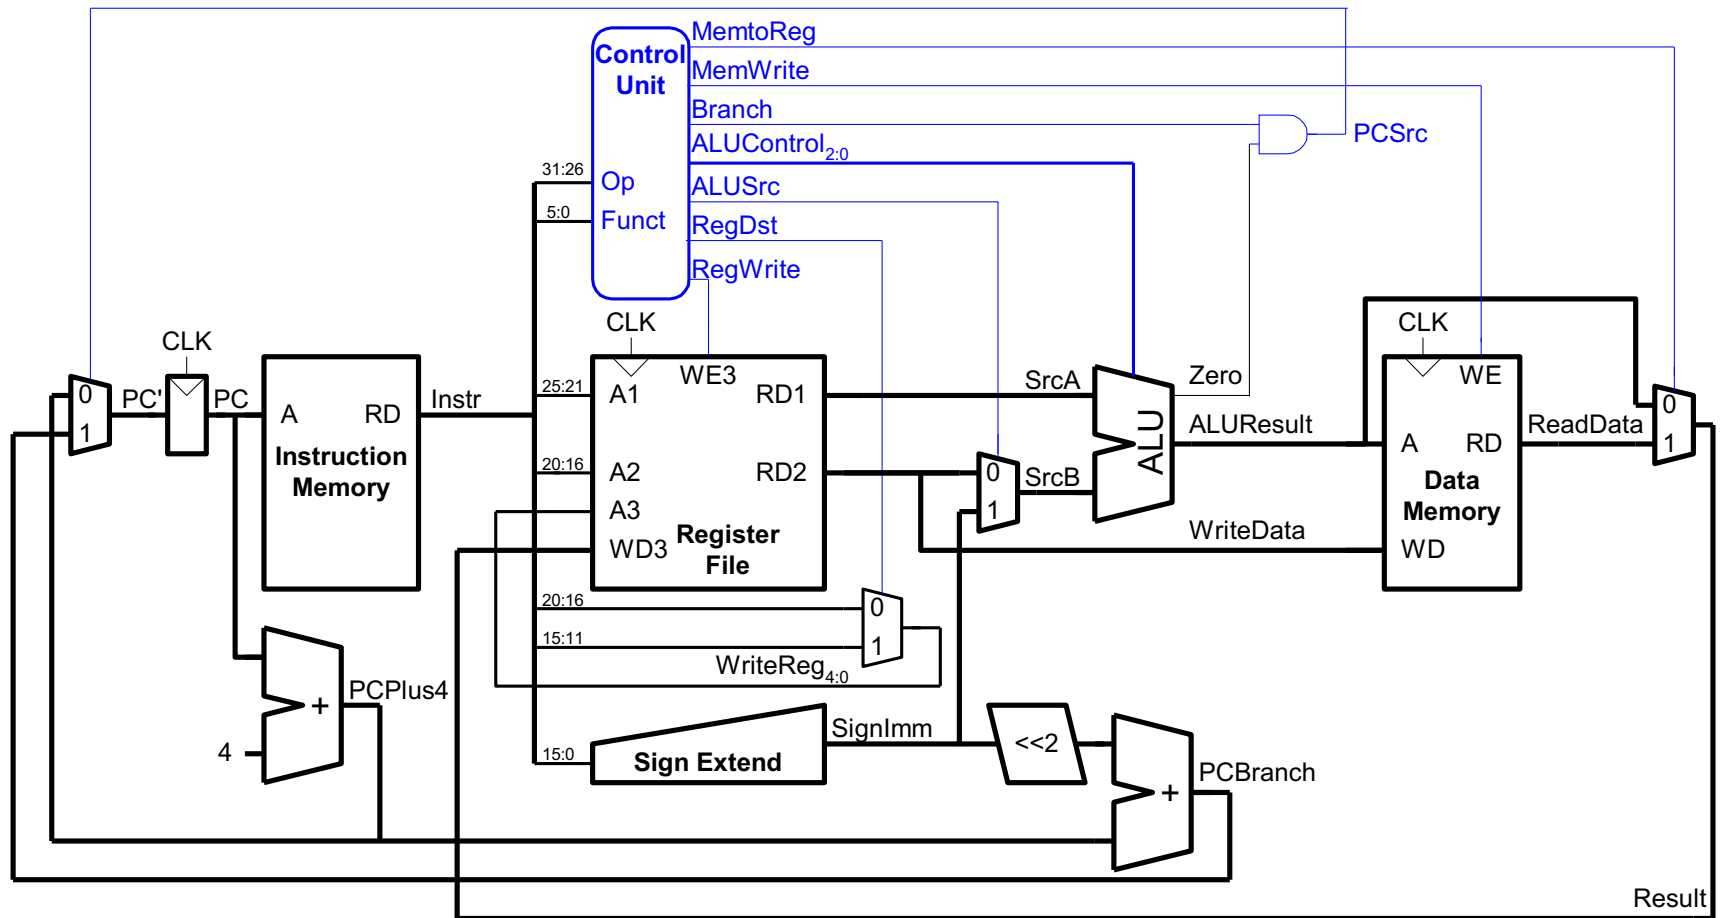 MemtoReg
Control
Unit
MemWrite
Branch
ALUControl2:0
PCSrc
31:26
Op
ALUSrc
5:0
Funct
RegDst
RegWrite
CLK
CLK
CLK
0
1
PC'
PC
A
RD
Instruction
Memory
Instr
25:21
A1
WE3
RD1
SrcA
Zero
ALU
ALUResult
WE
A
RD
ReadData
0
1
20:16
A2
RD2
0
1
SrcB
A3
Data
Memory
WD3
Register
File
WriteData
WD
20:16
0
15:11
1
WriteReg4:0
PCPlus4
+
4
SignImm
15:0
Sign Extend
<<2
PCBranch
+
Result